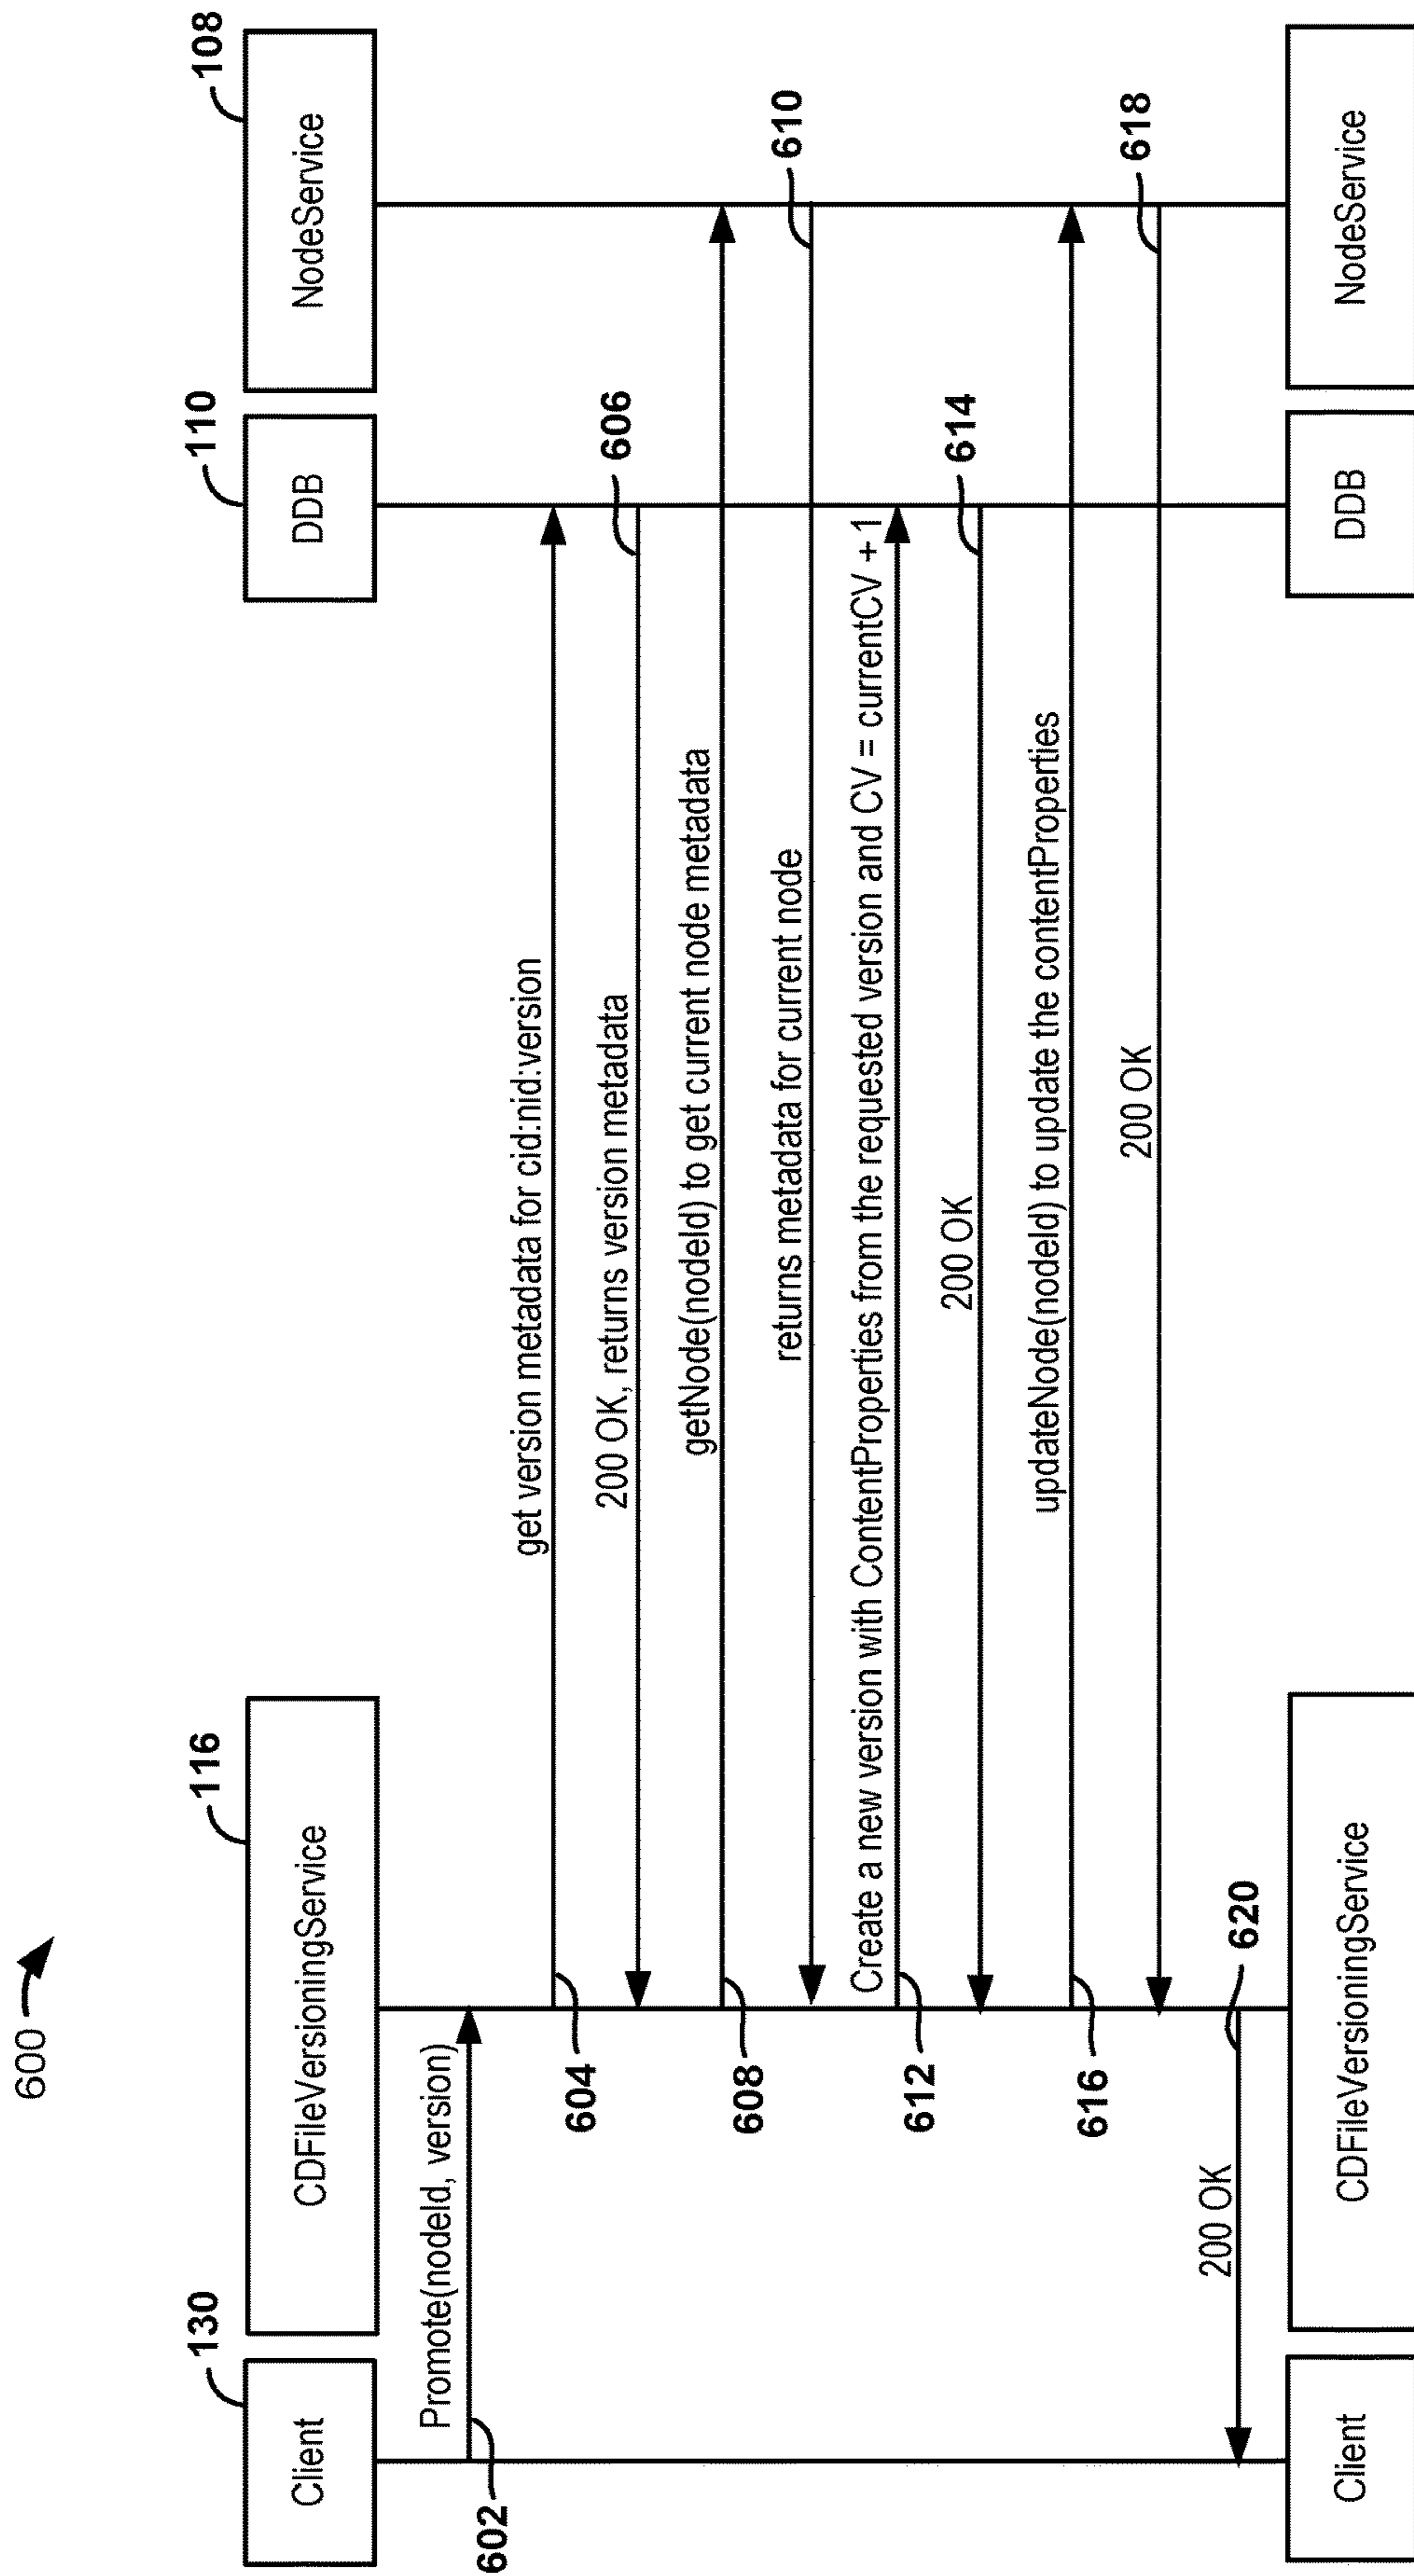 600
130
116
110
108
Client
CDFileVersioningService
DDB
NodeService
Promote(nodeId, version)
602
get version metadata for cid:nid:version
604
200 OK, returns version metadata
606
getNode(nodeId) to get current node metadata
608
returns metadata for current node
610
Create a new version with ContentProperties from the requested version and CV = currentCV + 1
612
200 OK
614
updateNode(nodeId) to update the contentProperties
616
200 OK
618
200 OK
620
Client
CDFileVersioningService
DDB
NodeService